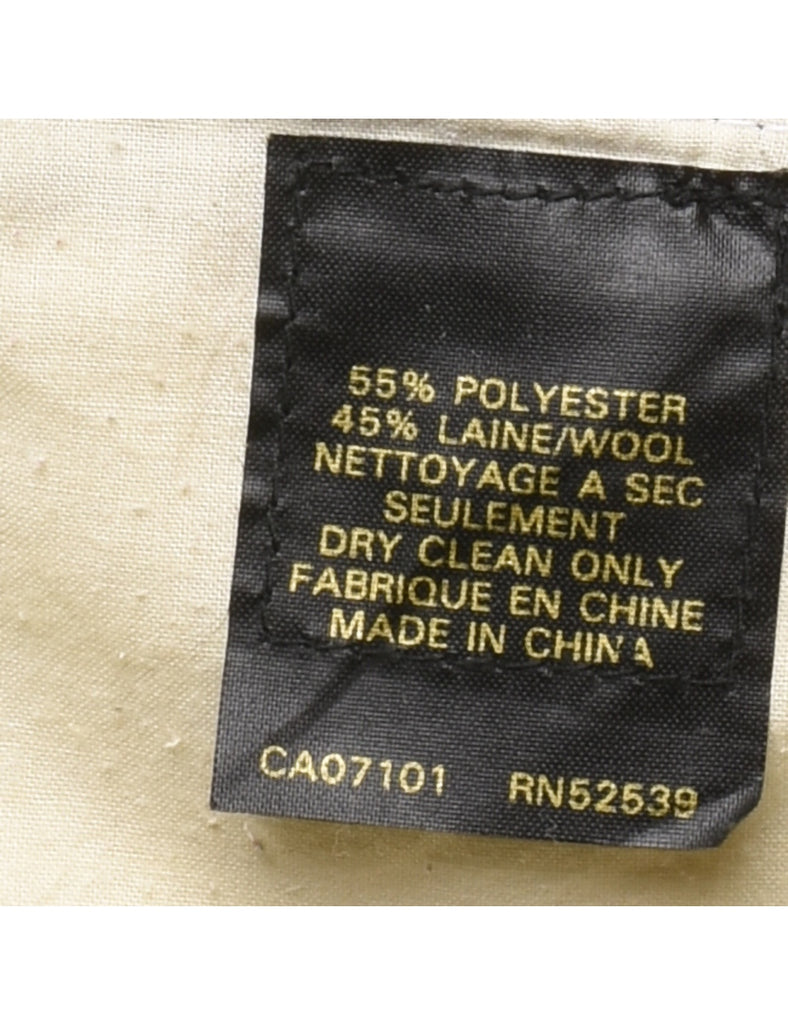 55% POLYESTER
45% LAINE/WOOL
NETTOYAGE A SEC
SEULEMENT
DRY CLEAN ONLY
FABRIQUE EN CHINE
MADE IN CHINA
CA07101 RN52539